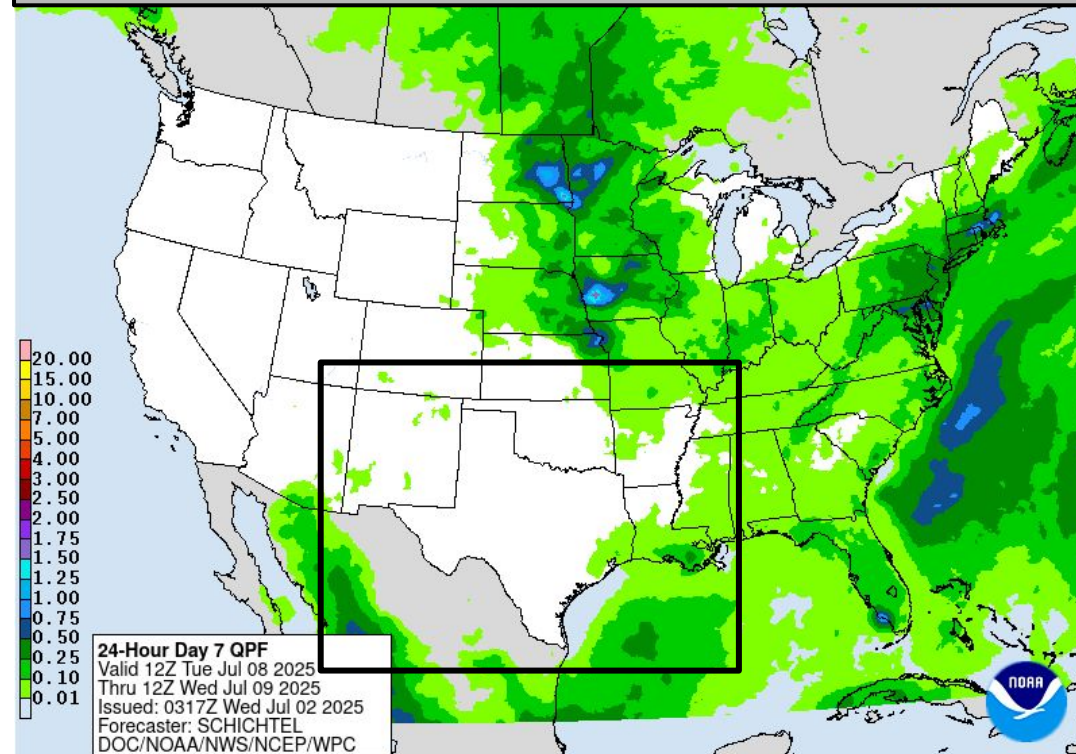 20.00
15.00
10.00
7.00
5.00
4.00
3.00
2.50
2.00
1.75
1.50
1.25
1.00
0.75
0.50
0.25
0.10
0.01
24-Hour Day 7 QPF
Valid 12Z Tue Jul 08 2025
Thru 12Z Wed Jul 09 2025
Issued: 0317Z Wed Jul 02 2025
Forecaster: SCHICHTEL
DOC/NOAA/NWS/NCEP/WPC
NOAA